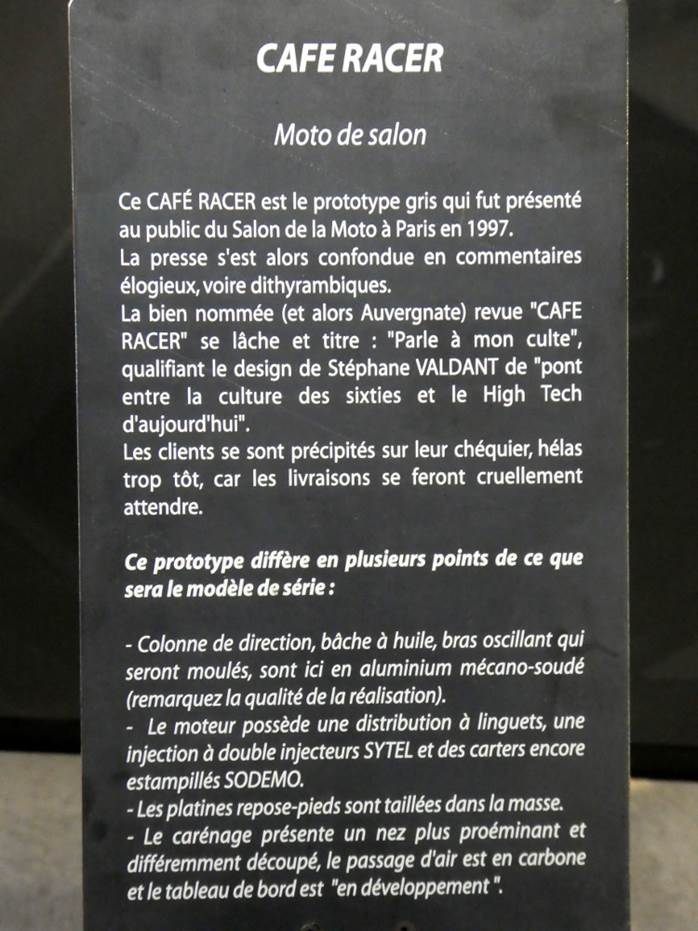 CAFE RACER
Moto de salon
Ce CAFÉ RACER est le prototype gris qui fut présenté
au public du Salon de la Moto à Paris en 1997.
La presse s'est alors confondue en commentaires
élogieux, voire dithyrambiques.
La bien nommée (et alors Auvergnate) revue "CAFE
RACER" se lâche et titre : "Parle à mon culte",
qualifiant le design de Stéphane VALDANT de "pont
entre la culture des sixties et le High Tech
d'aujourd'hui".
Les clients se sont précipités sur leur chéquier, hélas
trop tôt, car les livraisons se feront cruellement
attendre.
Ce prototype diffère en plusieurs points de ce que
sera le modèle de série :
- Colonne de direction, bâche à huile, bras oscillant qui
seront moulés, sont ici en aluminium mécano-soudé
(remarquez la qualité de la réalisation).
- Le moteur possède une distribution à linguets, une
injection à double injecteurs SYTEL et des carters encore
estampillés SODEMO.
- Les platines repose-pieds sont taillées dans la masse.
- Le carénage présente un nez plus proéminant et
différemment découpé, le passage d'air est en carbone
et le tableau de bord est "en développement".